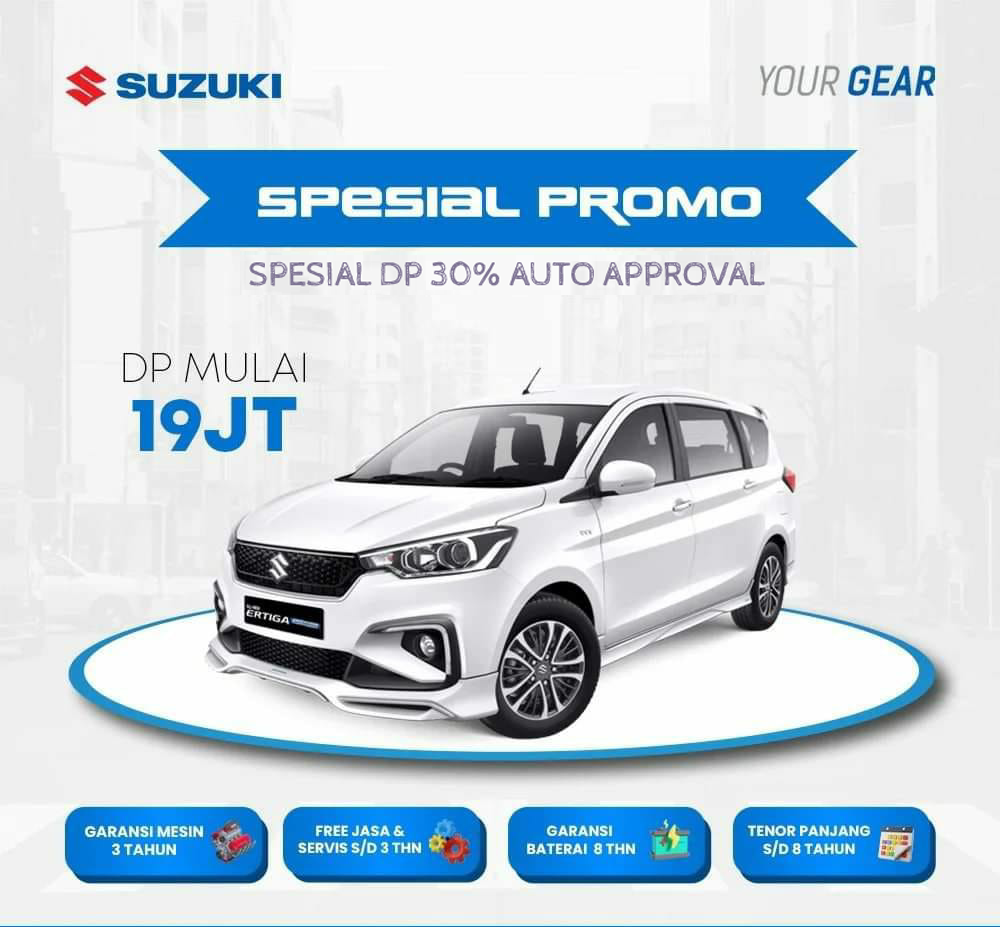 SUZUKI
YOUR GEAR
SPESIAL PROMO
SPESIAL DP 30% AUTO APPROVAL
DP MULAI
19JT
ERTIGA
GARANSI MESIN
3 TAHUN
FREE JASA &
SERVIS S/D 3 THN
GARANSI
BATERAI 8 THN
TENOR PANJANG
S/D 8 TAHUN